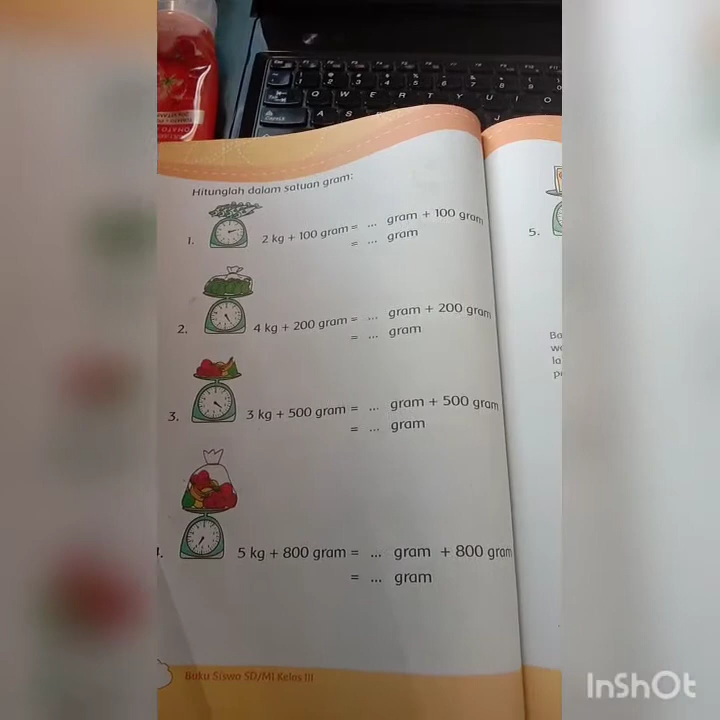 Hitunglah dalam satuan gram:
1. 2 kg + 100 gram = ... gram + 100 gram
= ... gram
2. 4 kg + 200 gram = ... gram + 200 gram
= ... gram
3. 3 kg + 500 gram = ... gram + 500 gram
= ... gram
5 kg + 800 gram = ... gram + 800 gram
= ... gram
Buku Siswa SD/MI Kelas III
5.
Q W E R T Y U I O
A S
InShOt